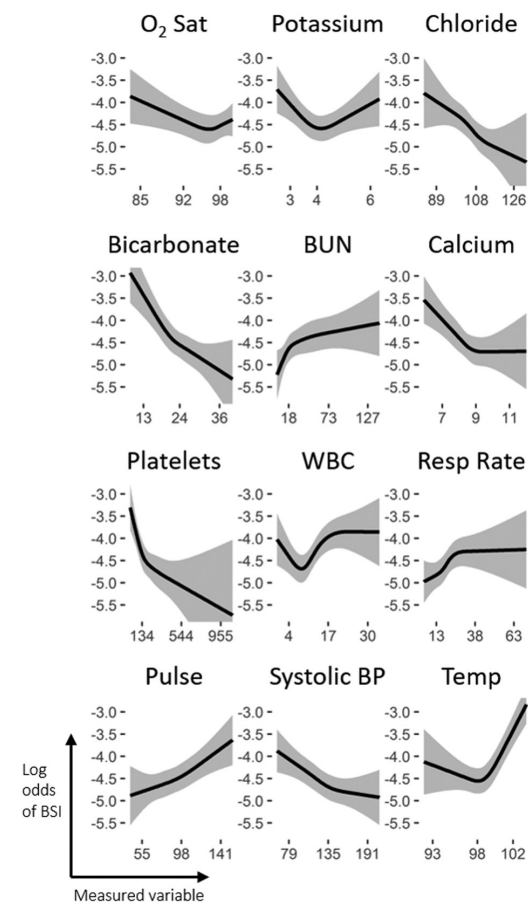 O2 Sat Potassium Chloride
-3.0 -3.0 -3.0
-3.5 -3.5 -3.5
-4.0 -4.0 -4.0
-4.5 -4.5 -4.5
-5.0 -5.0 -5.0
-5.5 -5.5 -5.5
85 92 98 3 4 6 89 108 126
Bicarbonate BUN Calcium
-3.0 -3.0 -3.0
-3.5 -3.5 -3.5
-4.0 -4.0 -4.0
-4.5 -4.5 -4.5
-5.0 -5.0 -5.0
-5.5 -5.5 -5.5
13 24 36 18 73 127 7 9 11
Platelets WBC Resp Rate
-3.0 -3.0 -3.0
-3.5 -3.5 -3.5
-4.0 -4.0 -4.0
-4.5 -4.5 -4.5
-5.0 -5.0 -5.0
-5.5 -5.5 -5.5
134 544 955 4 17 30 13 38 63
Pulse Systolic BP Temp
-3.0 -3.0 -3.0
-3.5 -3.5 -3.5
-4.0 -4.0 -4.0
-4.5 -4.5 -4.5
-5.0 -5.0 -5.0
-5.5 -5.5 -5.5
55 98 141 79 135 191 93 98 102
Log
odds
of BSI
Measured variable